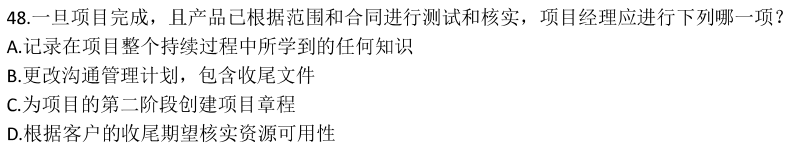 48.一旦项目完成，且产品已根据范围和合同进行测试和核实，项目经理应进行下列哪一项？
A.记录在项目整个持续过程中所学到的任何知识
B.更改沟通管理计划，包含收尾文件
C.为项目的第二阶段创建项目章程
D.根据客户的收尾期望核实资源可用性